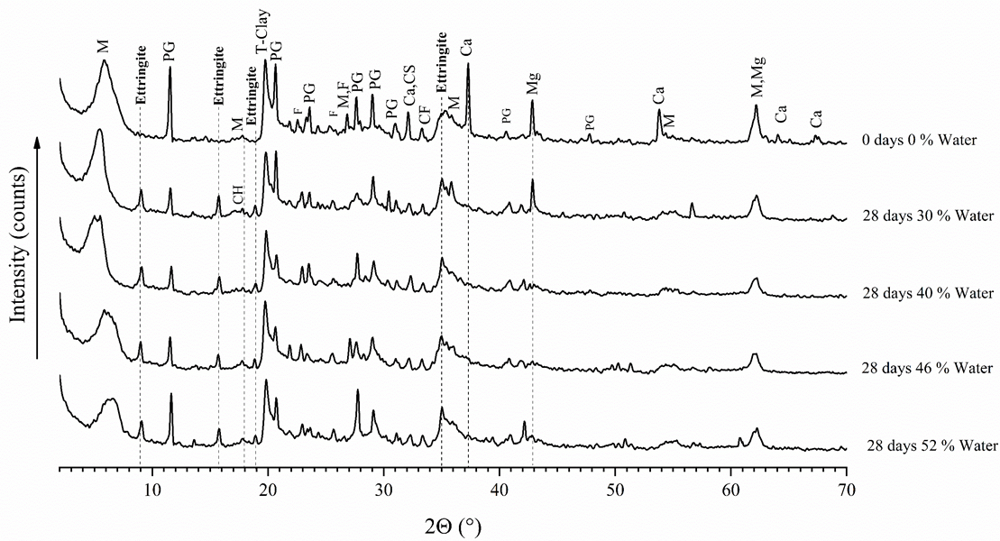 M
Ettringite
PG
Ettringite
M
Ettringite
T-Clay
PG
F
PG
F
M,F
PG
PG
PG
Ca,CS
CF
Ettringite
M
Ca
PG
Mg
PG
Ca
M
M,Mg
Ca
Ca
0 days 0 % Water
CH
28 days 30 % Water
28 days 40 % Water
28 days 46 % Water
28 days 52 % Water
Intensity (counts)
10 20 30 40 50 60 70
2Θ (°)